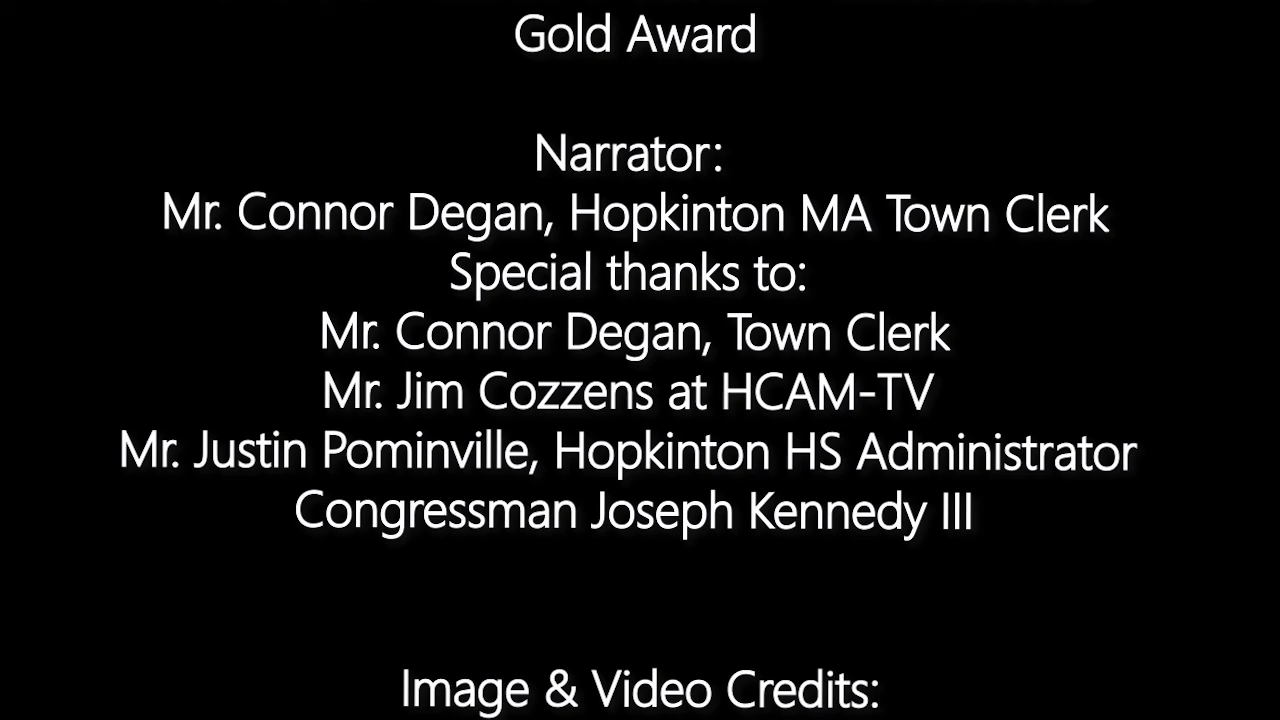 Gold Award
Narrator:
Mr. Connor Degan, Hopkinton MA Town Clerk
Special thanks to:
Mr. Connor Degan, Town Clerk
Mr. Jim Cozzens at HCAM-TV
Mr. Justin Pominville, Hopkinton HS Administrator
Congressman Joseph Kennedy III
Image & Video Credits: